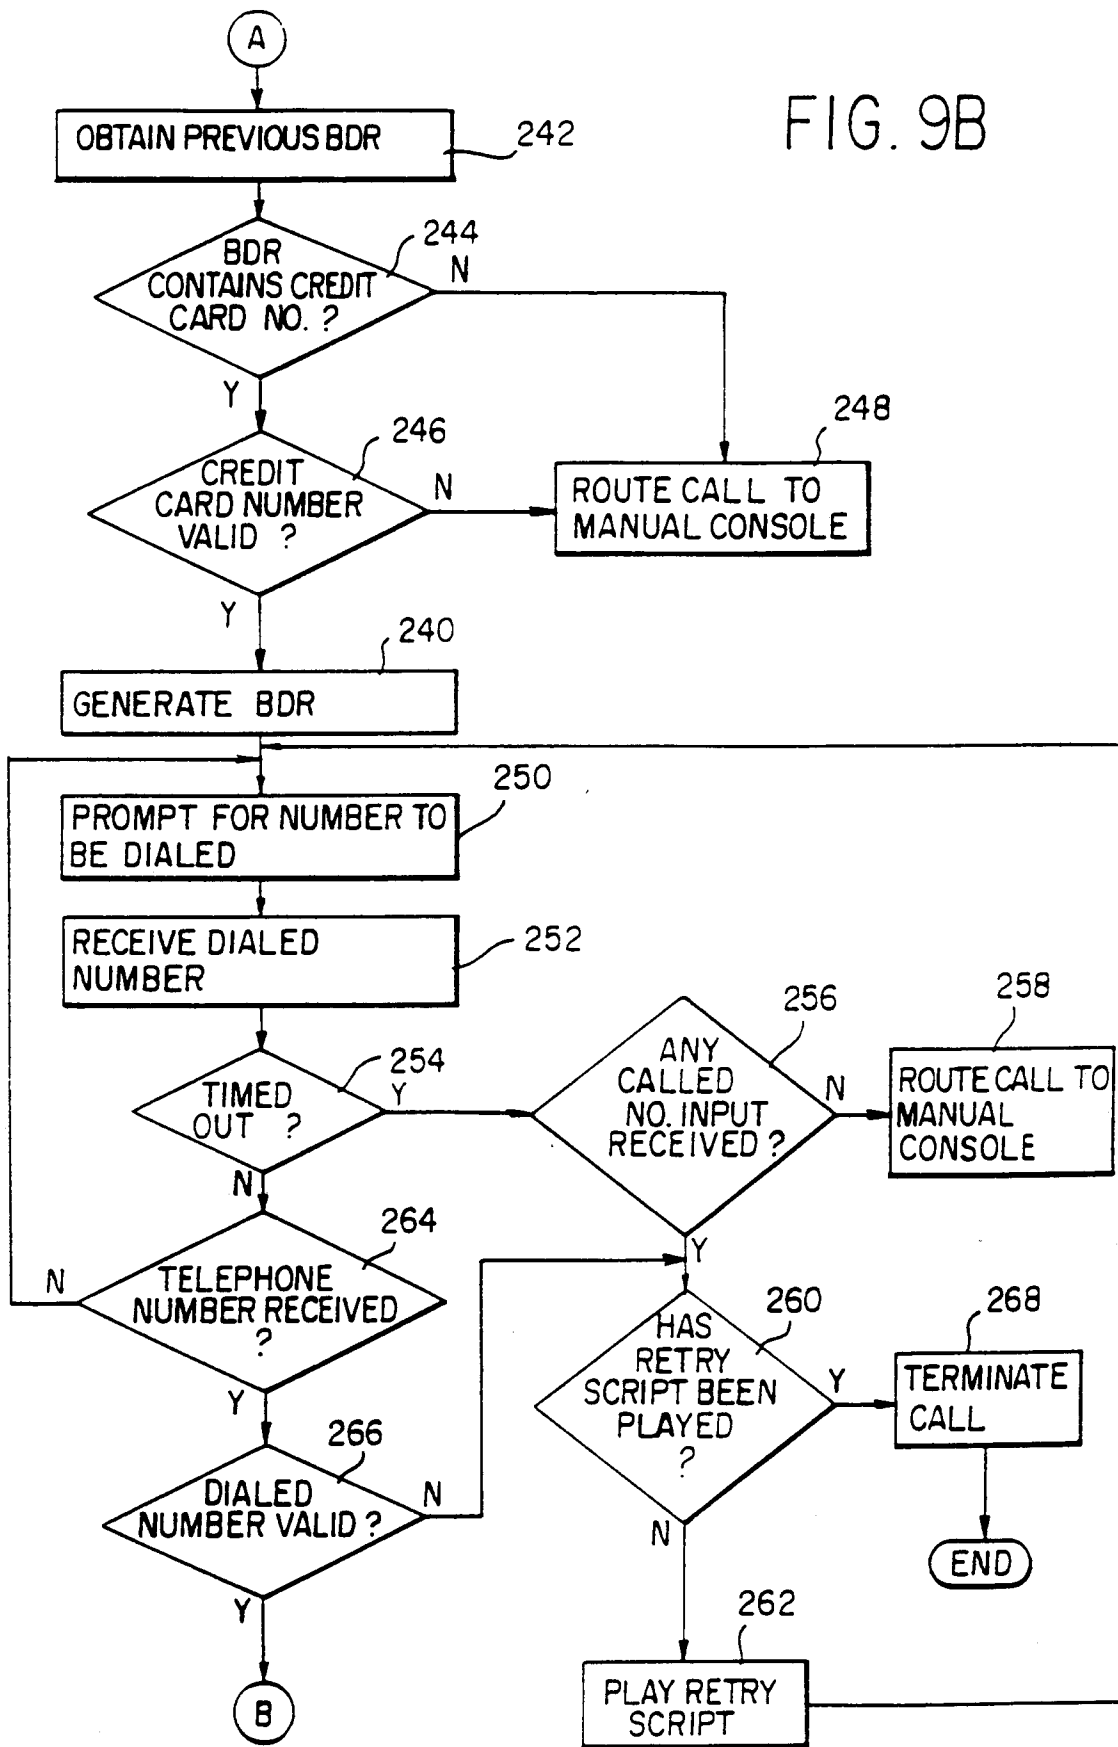 A
FIG. 9B
OBTAIN PREVIOUS BDR
242
BDR
CONTAINS CREDIT
CARD NO. ?
244
N
Y
CREDIT
CARD NUMBER
VALID ?
246
N
Y
248
ROUTE CALL TO
MANUAL CONSOLE
240
GENERATE BDR
250
PROMPT FOR NUMBER TO
BE DIALED
RECEIVE DIALED
NUMBER
252
TIMED
OUT ?
254
Y
N
256
ANY
CALLED
NO. INPUT
RECEIVED ?
N
Y
258
ROUTE CALL TO
MANUAL
CONSOLE
264
TELEPHONE
NUMBER RECEIVED
?
N
Y
260
HAS
RETRY
SCRIPT BEEN
PLAYED
?
Y
N
268
TERMINATE
CALL
END
266
DIALED
NUMBER VALID ?
N
Y
262
PLAY RETRY
SCRIPT
B